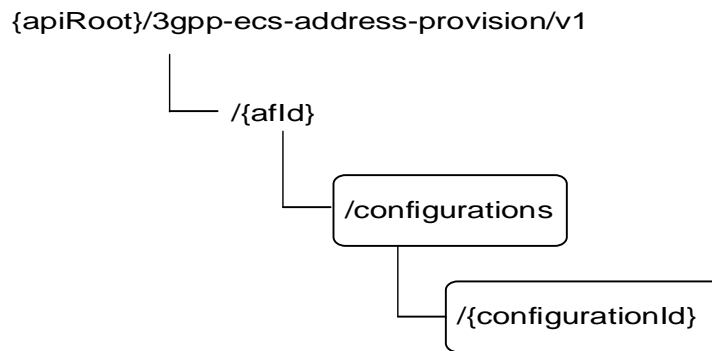 {apiRoot}/3gpp-ecs-address-provision/v1
/{afId}
/configurations
/{configurationId}